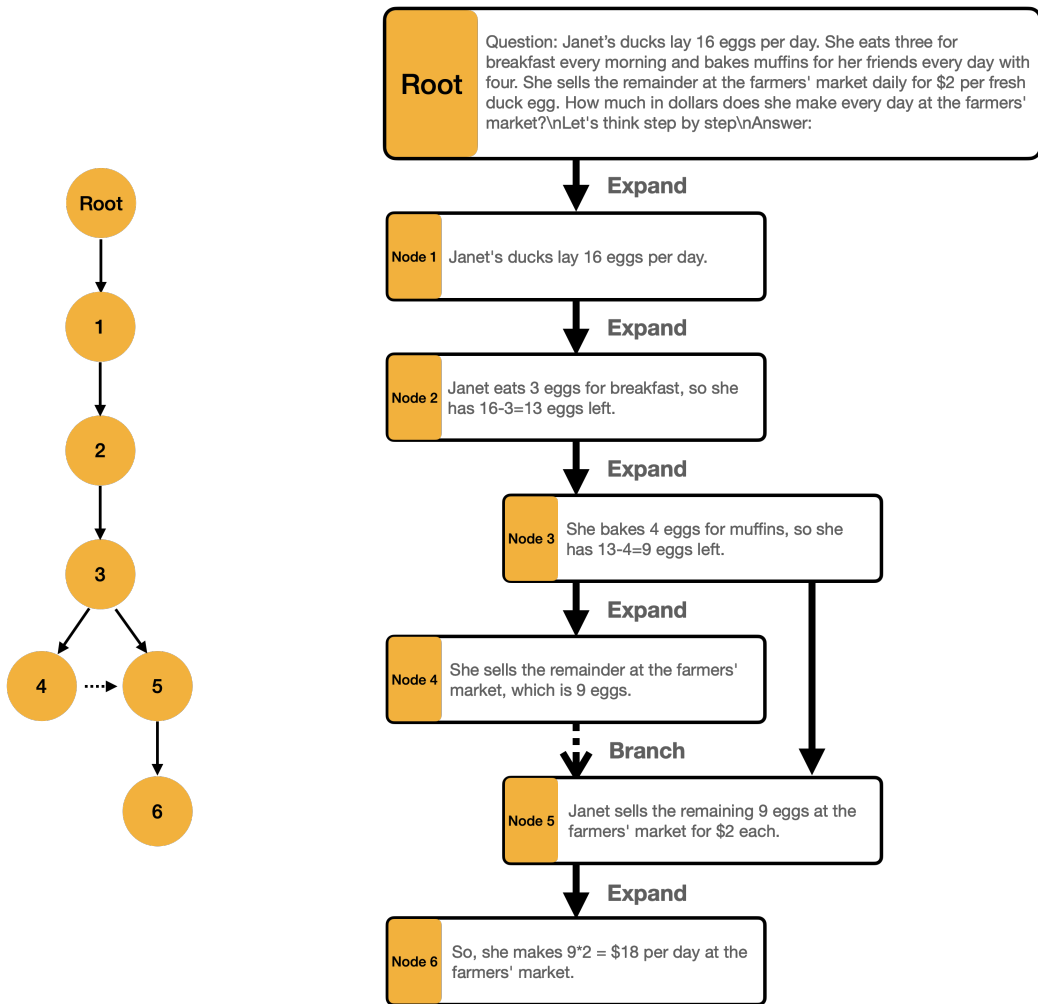 Root
Question: Janet’s ducks lay 16 eggs per day. She eats three for
breakfast every morning and bakes muffins for her friends every day with
four. She sells the remainder at the farmers' market daily for $2 per fresh
duck egg. How much in dollars does she make every day at the farmers'
market?\nLet's think step by step\nAnswer:
Expand
Node 1
Janet's ducks lay 16 eggs per day.
Expand
Node 2
Janet eats 3 eggs for breakfast, so she
has 16-3=13 eggs left.
Expand
Node 3
She bakes 4 eggs for muffins, so she
has 13-4=9 eggs left.
Expand
Node 4
She sells the remainder at the farmers'
market, which is 9 eggs.
Branch
Node 5
Janet sells the remaining 9 eggs at the
farmers' market for $2 each.
Expand
Node 6
So, she makes 9*2 = $18 per day at the
farmers' market.
Root
1
2
3
4
5
6